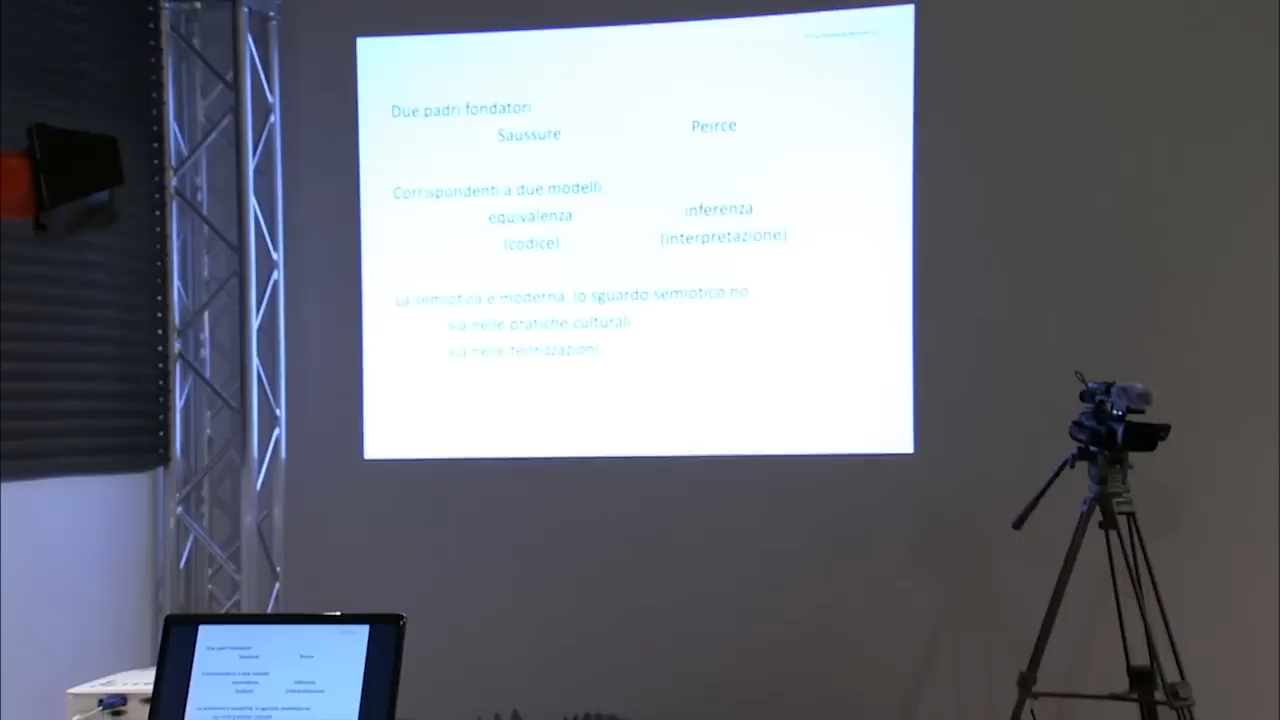 Due padri fondatori
Saussure Peirce
Corrispondenti a due modelli
equivalenza inferenza
(codice) (interpretazione)
La semiotica è moderna, lo sguardo semiotico no
sia nelle pratiche culturali
sia nelle teorizzazioni